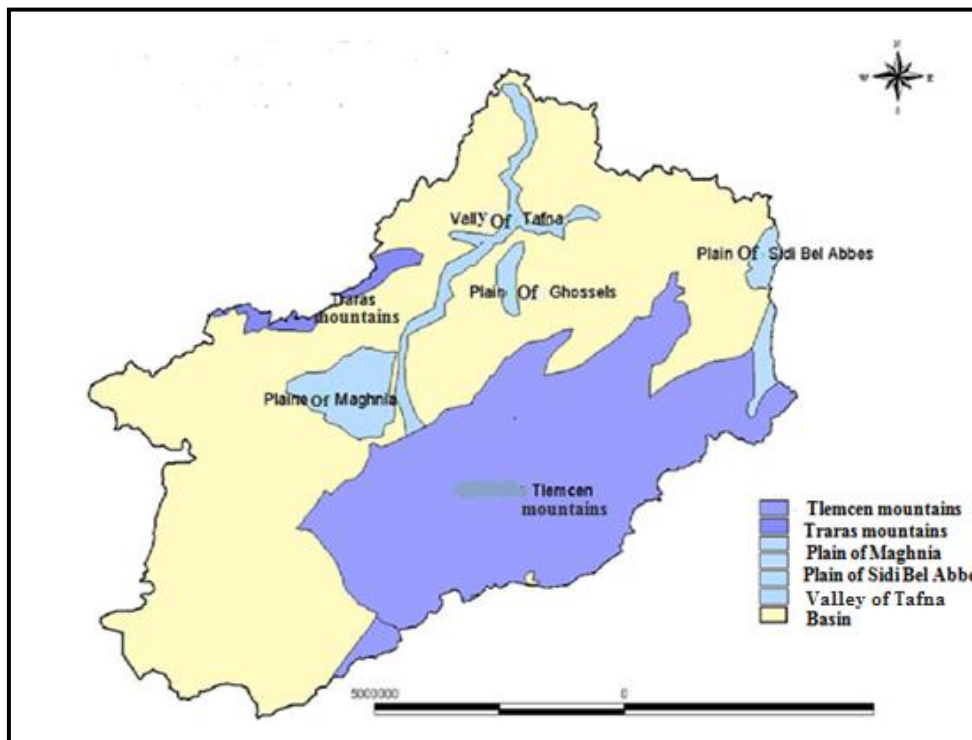 N
W E
S
Vally Of Tafna
Plain Of Sidi Bel Abbes
Plain Of Ghossels
Traras
mountains
Plaine Of Maghnia
Tlemcen
mountains
Tlemcen mountains
Traras mountains
Plain of Maghnia
Plain of Sidi Bel Abbe
Valley of Tafna
Basin
5000000 0